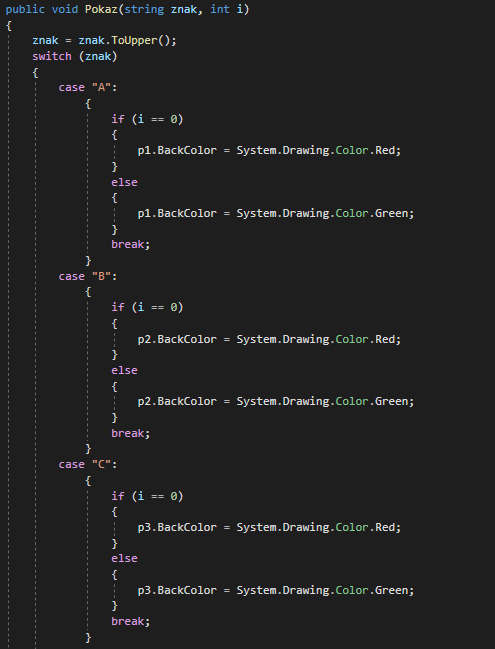 public void Pokaz(string znak, int i)
{
znak = znak.ToUpper();
switch (znak)
{
case "A":
{
if (i == 0)
{
p1.BackColor = System.Drawing.Color.Red;
}
else
{
p1.BackColor = System.Drawing.Color.Green;
}
break;
}
case "B":
{
if (i == 0)
{
p2.BackColor = System.Drawing.Color.Red;
}
else
{
p2.BackColor = System.Drawing.Color.Green;
}
break;
}
case "C":
{
if (i == 0)
{
p3.BackColor = System.Drawing.Color.Red;
}
else
{
p3.BackColor = System.Drawing.Color.Green;
}
break;
}